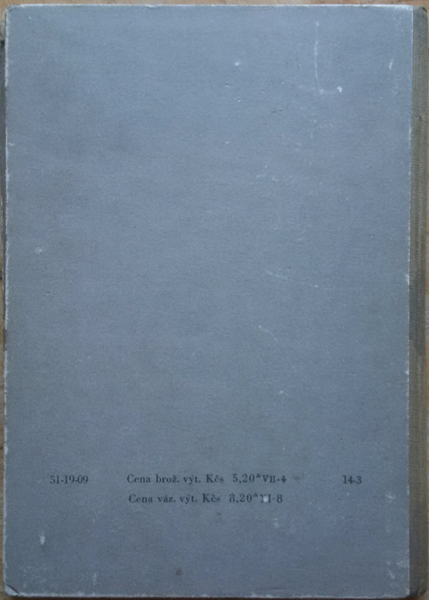 51-19-09 Cena brož. výt. Kčs 5,20*VII-4 14-3
Cena váz. výt. Kčs 8,20*VI-8